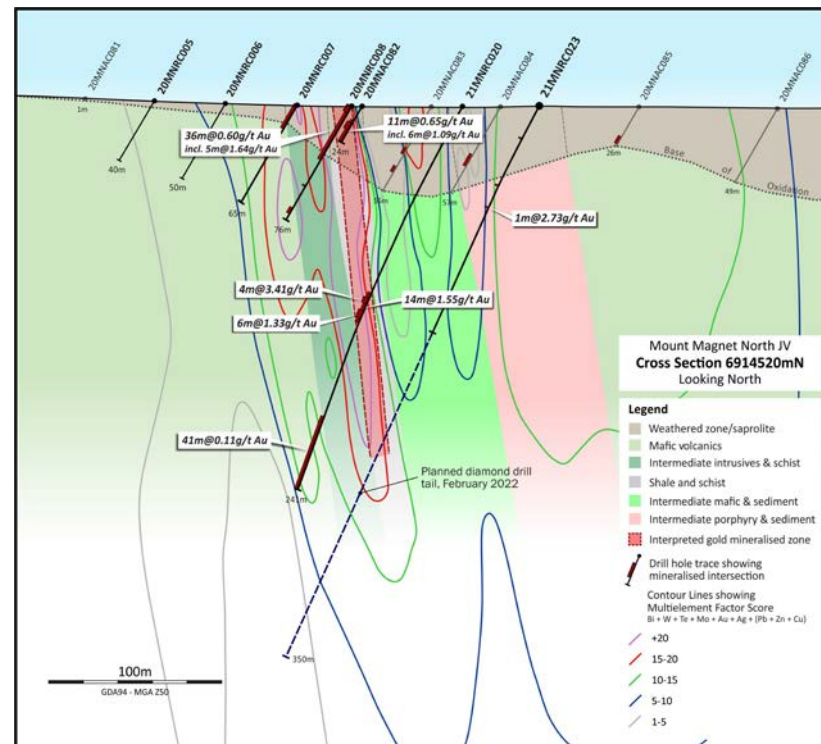 20MNAC081
20MNRC005
20MNRC006
20MNRC007
20MNRC008
20MNAC082
20MNAC083
21MNRC020
20MNAC084
21MNRC023
20MNAC085
20MNAC086
1m
36m@0.60g/t Au
incl. 5m@1.64g/t Au
11m@0.65g/t Au
incl. 6m@1.09g/t Au
24m
40m
50m
65m
76m
57m
26m
49m
Base of Oxidation
1m@2.73g/t Au
4m@3.41g/t Au
14m@1.55g/t Au
6m@1.33g/t Au
41m@0.11g/t Au
241m
Planned diamond drill
tail, February 2022
350m
100m
GDA94 - MGA Z50
Mount Magnet North JV
Cross Section 6914520mN
Looking North
Legend
Weathered zone/saprolite
Mafic volcanics
Intermediate intrusives & schist
Shale and schist
Intermediate mafic & sediment
Intermediate porphyry & sediment
Interpreted gold mineralised zone
Drill hole trace showing
mineralised intersection
Contour Lines showing
Multielement Factor Score
Bi + W + Te + Mo + Au + Ag + (Pb + Zn + Cu)
+20
15-20
10-15
5-10
1-5